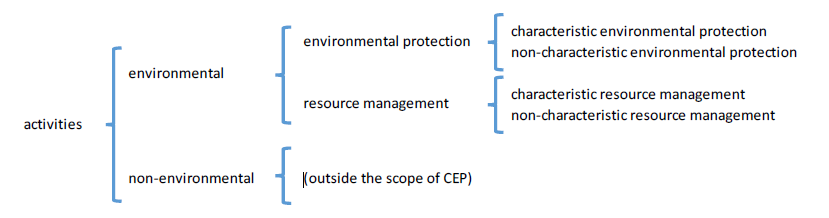 characteristic environmental protection
environmental protection
non-characteristic environmental protection
environmental
characteristic resource management
resource management
non-characteristic resource management
activities
non-environmental
(outside the scope of CEP)